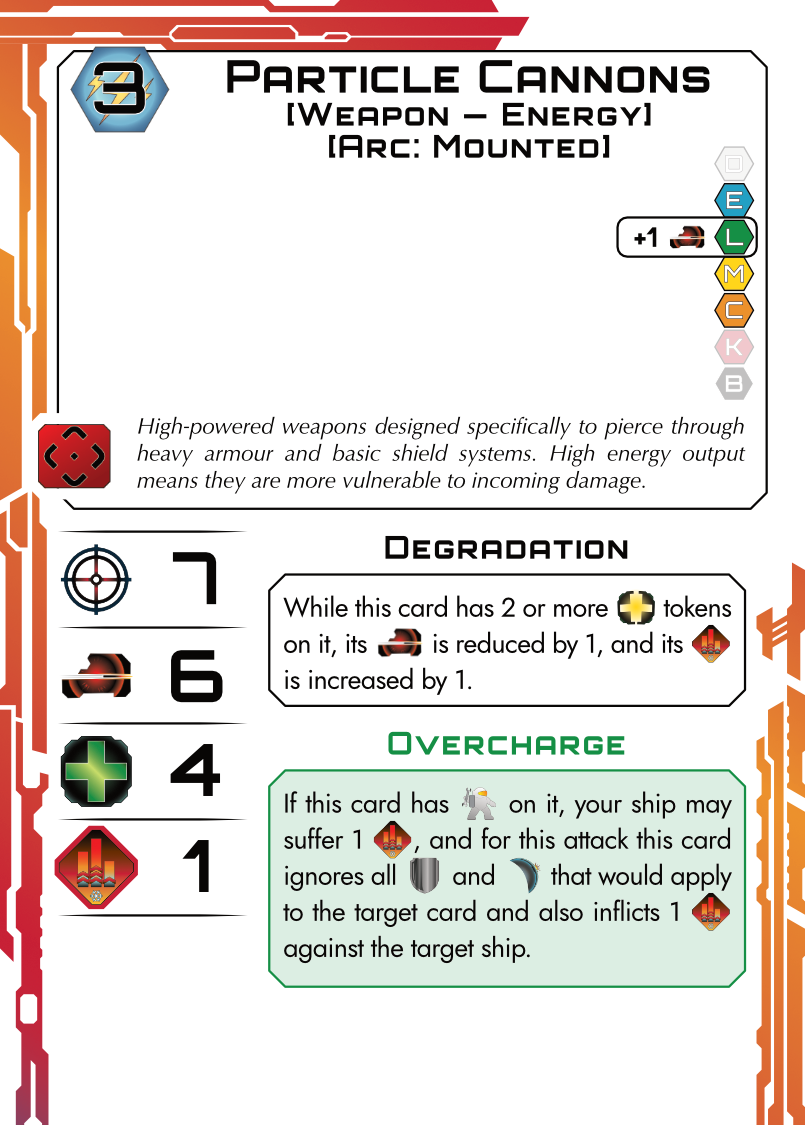 3
PARTICLE CANNONS
[WEAPON – ENERGY]
[ARC: MOUNTED]
D
E
+1 L
M
C
K
B
High-powered weapons designed specifically to pierce through
heavy armour and basic shield systems. High energy output
means they are more vulnerable to incoming damage.
7
6
4
1
DEGRADATION
While this card has 2 or more tokens
on it, its is reduced by 1, and its
is increased by 1.
OVERCHARGE
If this card has on it, your ship may
suffer 1 , and for this attack this card
ignores all and that would apply
to the target card and also inflicts 1
against the target ship.